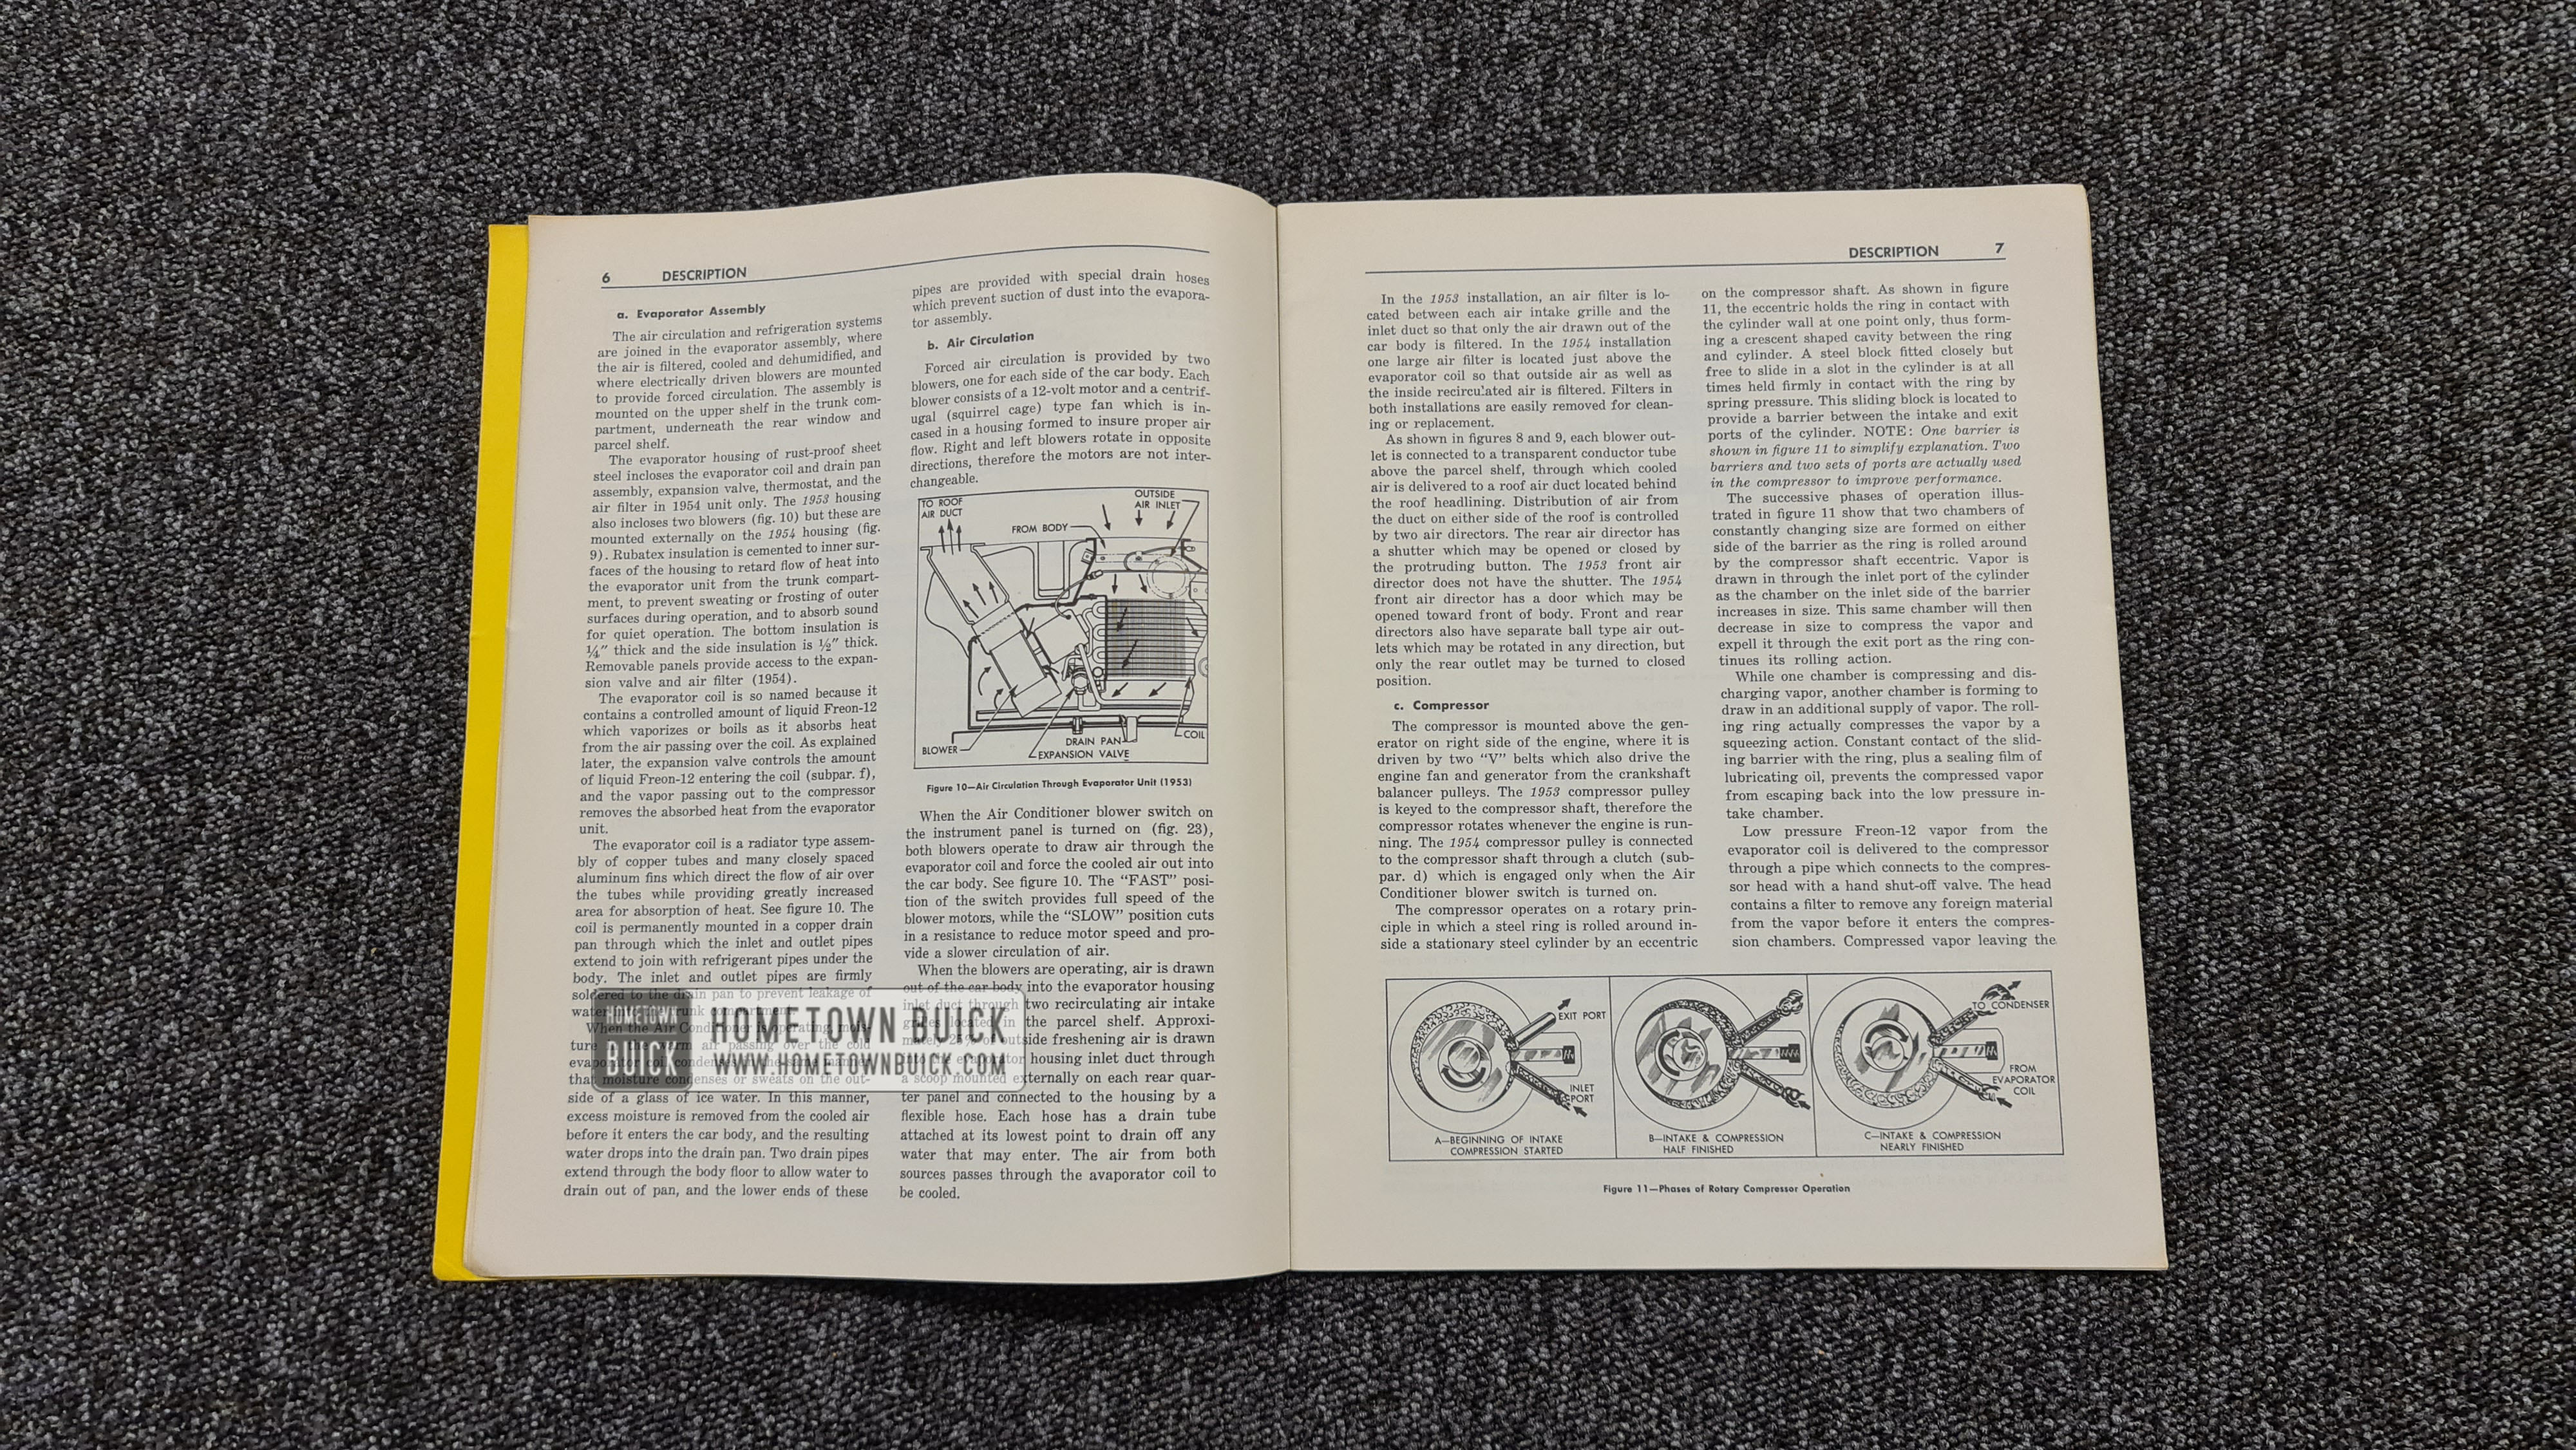 6 DESCRIPTION
a. Evaporator Assembly
The air circulation and refrigeration systems
are joined in the evaporator assembly, where
the air is filtered, cooled and dehumidified, and
where electrically driven blowers are mounted
to provide forced circulation. The assembly is
mounted on the upper shelf in the trunk com-
partment, underneath the rear window and
parcel shelf.
The evaporator housing of rust-proof sheet
steel incloses the evaporator coil and drain pan
assembly, expansion valve, thermostat, and the
air filter in 1954 unit only. The 1953 housing
also incloses two blowers (fig. 10) but these are
mounted externally on the 1954 housing (fig.
9). Rubatex insulation is cemented to inner sur-
faces of the housing to retard flow of heat into
the evaporator unit from the trunk compart-
ment, to prevent sweating or frosting of outer
surfaces during operation, and to absorb sound
for quiet operation. The bottom insulation is
¼" thick and the side insulation is ½" thick.
Removable panels provide access to the expan-
sion valve and air filter (1954).
The evaporator coil is so named because it
contains a controlled amount of liquid Freon-12
which vaporizes or boils as it absorbs heat
from the air passing over the coil. As explained
later, the expansion valve controls the amount
of liquid Freon-12 entering the coil (subpar. f),
and the vapor passing out to the compressor
removes the absorbed heat from the evaporator
unit.
The evaporator coil is a radiator type assem-
bly of copper tubes and many closely spaced
aluminum fins which direct the flow of air over
the tubes while providing greatly increased
area for absorption of heat. See figure 10. The
coil is permanently mounted in a copper drain
pan through which the inlet and outlet pipes
extend to join with refrigerant pipes under the
body. The inlet and outlet pipes are firmly
soldered to the drain pan to prevent leakage of
water trunk
When the Air Conditioner is operating, mois-
ture air passing over the cold
evaporator coil
that moisture condenses or sweats on the out-
side of a glass of ice water. In this manner,
excess moisture is removed from the cooled air
before it enters the car body, and the resulting
water drops into the drain pan. Two drain pipes
extend through the body floor to allow water to
drain out of pan, and the lower ends of these
pipes are provided with special drain hoses
which prevent suction of dust into the evapora-
tor assembly.
b. Air Circulation
Forced air circulation is provided by two
blowers, one for each side of the car body. Each
blower consists of a 12-volt motor and a centrif-
ugal (squirrel cage) type fan which is in-
cased in a housing formed to insure proper air
flow. Right and left blowers rotate in opposite
directions, therefore the motors are not inter-
changeable.
TO ROOF
AIR DUCT
FROM BODY
OUTSIDE
AIR INLET
BLOWER
DRAIN PAN
EXPANSION VALVE
COIL
Figure 10—Air Circulation Through Evaporator Unit (1953)
When the Air Conditioner blower switch on
the instrument panel is turned on (fig. 23),
both blowers operate to draw air through the
evaporator coil and force the cooled air out into
the car body. See figure 10. The "FAST" posi-
tion of the switch provides full speed of the
blower motors, while the "SLOW" position cuts
in a resistance to reduce motor speed and pro-
vide a slower circulation of air.
When the blowers are operating, air is drawn
out of the car body into the evaporator housing
inlet duct through two recirculating air intake
located in the parcel shelf. Approxi-
mately 25% of outside freshening air is drawn
evaporator housing inlet duct through
a scoop mounted externally on each rear quar-
ter panel and connected to the housing by a
flexible hose. Each hose has a drain tube
attached at its lowest point to drain off any
water that may enter. The air from both
sources passes through the avaporator coil to
be cooled.
HOMETOWN
BUICK
HOMETOWN BUICK
WWW.HOMETOWNBUICK.COM
DESCRIPTION 7
In the 1953 installation, an air filter is lo-
cated between each air intake grille and the
inlet duct so that only the air drawn out of the
car body is filtered. In the 1954 installation
one large air filter is located just above the
evaporator coil so that outside air as well as
the inside recirculated air is filtered. Filters in
both installations are easily removed for clean-
ing or replacement.
As shown in figures 8 and 9, each blower out-
let is connected to a transparent conductor tube
above the parcel shelf, through which cooled
air is delivered to a roof air duct located behind
the roof headlining. Distribution of air from
the duct on either side of the roof is controlled
by two air directors. The rear air director has
a shutter which may be opened or closed by
the protruding button. The 1953 front air
director does not have the shutter. The 1954
front air director has a door which may be
opened toward front of body. Front and rear
directors also have separate ball type air out-
lets which may be rotated in any direction, but
only the rear outlet may be turned to closed
position.
c. Compressor
The compressor is mounted above the gen-
erator on right side of the engine, where it is
driven by two "V" belts which also drive the
engine fan and generator from the crankshaft
balancer pulleys. The 1953 compressor pulley
is keyed to the compressor shaft, therefore the
compressor rotates whenever the engine is run-
ning. The 1954 compressor pulley is connected
to the compressor shaft through a clutch (sub-
par. d) which is engaged only when the Air
Conditioner blower switch is turned on.
The compressor operates on a rotary prin-
ciple in which a steel ring is rolled around in-
side a stationary steel cylinder by an eccentric
on the compressor shaft. As shown in figure
11, the eccentric holds the ring in contact with
the cylinder wall at one point only, thus form-
ing a crescent shaped cavity between the ring
and cylinder. A steel block fitted closely but
free to slide in a slot in the cylinder is at all
times held firmly in contact with the ring by
spring pressure. This sliding block is located to
provide a barrier between the intake and exit
ports of the cylinder. NOTE: One barrier is
shown in figure 11 to simplify explanation. Two
barriers and two sets of ports are actually used
in the compressor to improve performance.
The successive phases of operation illus-
trated in figure 11 show that two chambers of
constantly changing size are formed on either
side of the barrier as the ring is rolled around
by the compressor shaft eccentric. Vapor is
drawn in through the inlet port of the cylinder
as the chamber on the inlet side of the barrier
increases in size. This same chamber will then
decrease in size to compress the vapor and
expell it through the exit port as the ring con-
tinues its rolling action.
While one chamber is compressing and dis-
charging vapor, another chamber is forming to
draw in an additional supply of vapor. The roll-
ing ring actually compresses the vapor by a
squeezing action. Constant contact of the slid-
ing barrier with the ring, plus a sealing film of
lubricating oil, prevents the compressed vapor
from escaping back into the low pressure in-
take chamber.
Low pressure Freon-12 vapor from the
evaporator coil is delivered to the compressor
through a pipe which connects to the compres-
sor head with a hand shut-off valve. The head
contains a filter to remove any foreign material
from the vapor before it enters the compres-
sion chambers. Compressed vapor leaving the
EXIT PORT
INLET
PORT
A—BEGINNING OF INTAKE
COMPRESSION STARTED
B—INTAKE & COMPRESSION
HALF FINISHED
TO CONDENSER
FROM
EVAPORATOR
COIL
C—INTAKE & COMPRESSION
NEARLY FINISHED
Figure 11—Phases of Rotary Compressor Operation